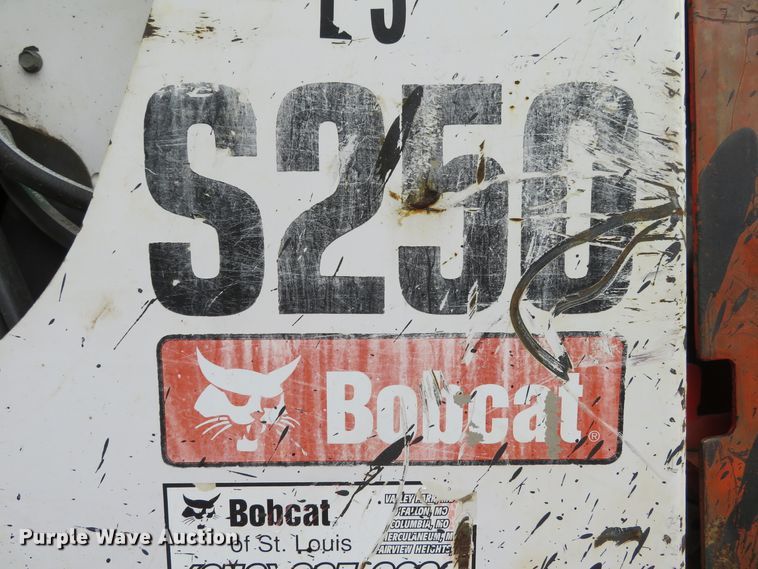 S250
Bobcat®
Bobcat
of St. Louis
VALLEY PARK, MO
O'FALLON, MO
COLUMBIA, MO
HERCULANEUM, M
FAIRVIEW HEIGHTS
Purple Wave Auction